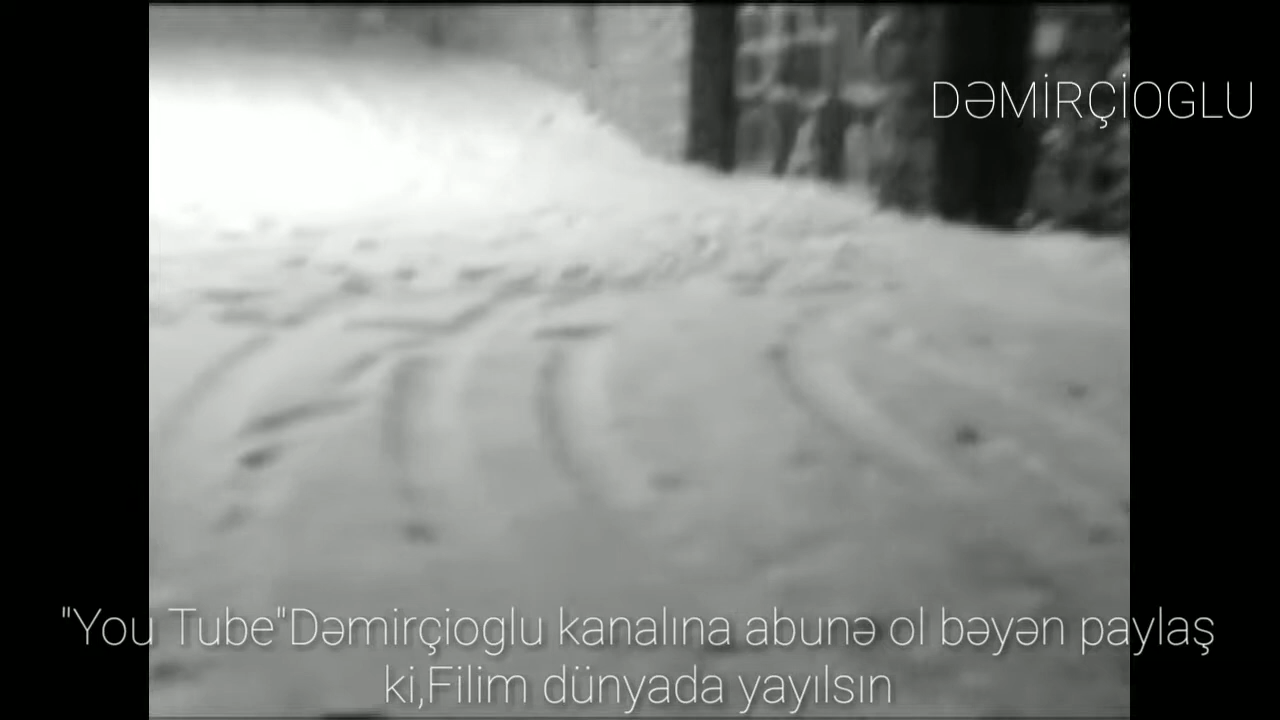 DƏMİRÇİOGLU
"You Tube"Dəmirçioglu kanalına abunə ol bəyən paylaş
ki,Filim dünyada yayılsın